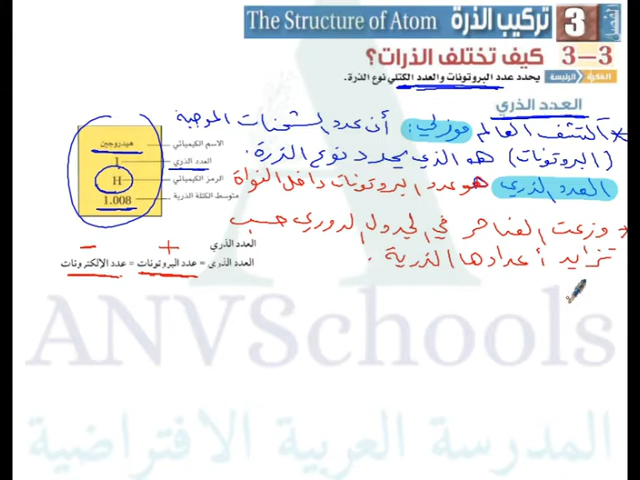 الفصل 3 تركيب الذرة The Structure of Atom
3-3 كيف تختلف الذرات؟
الفكرة الرئيسة يحدد عدد البروتونات والعدد الكتلي نوع الذرة.
العدد الذري
* اكتشف العالم موزلي: أن عدد الشحنات الموجبة
(البروتونات) هو الذي يحدد نوع الذرة.
العدد الذري هو عدد البروتونات داخل النواة
* وزعت العناصر في الجدول الدوري حسب
تزايد أعدادها الذرية.
الاسم الكيميائي هيدروجين
العدد الذري 1
الرمز الكيميائي H
متوسط الكتلة الذرية 1.008
العدد الذري + −
العدد الذري = عدد البروتونات = عدد الإلكترونات
ANVSchools
المدرسة العربية الافتراضية